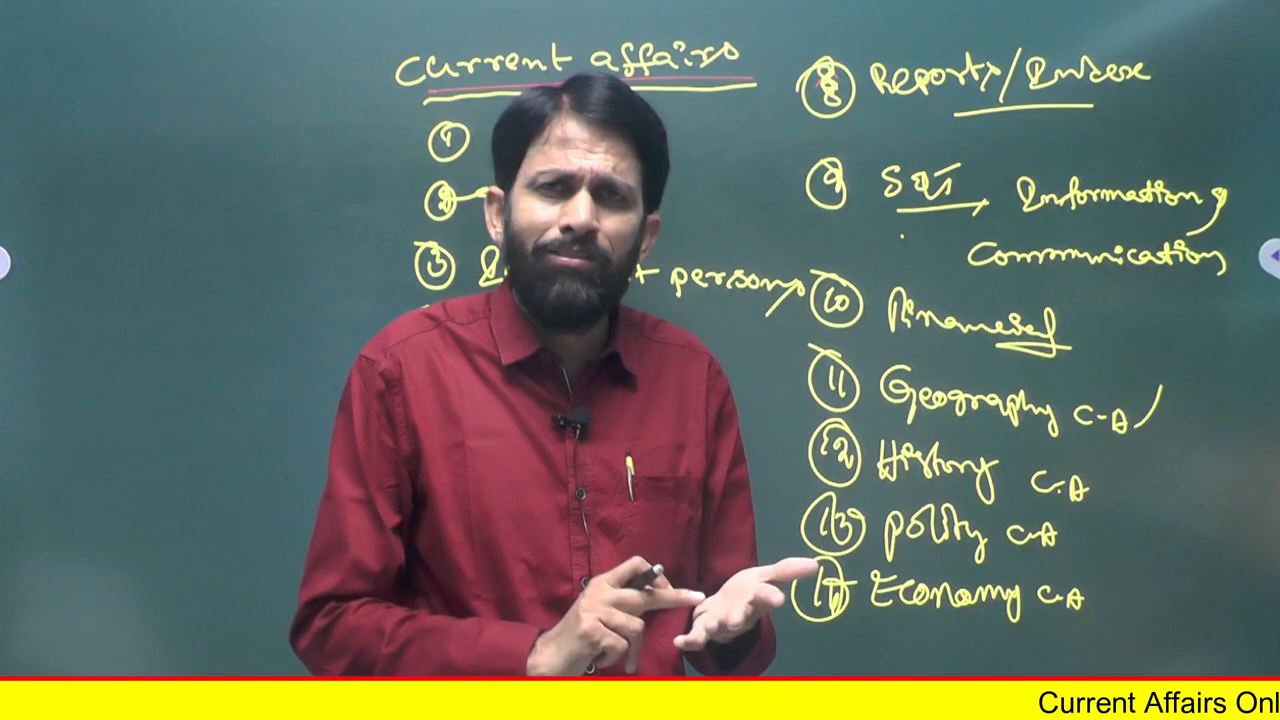 Current affairs
①
②
③ t persons
⑧ Reports/Index
⑨ S&T Information &
Communication
⑩ Financial
⑪ Geography C-A
⑫ History C.A
⑬ polity C-A
⑭ Economy C-A
Current Affairs Onl